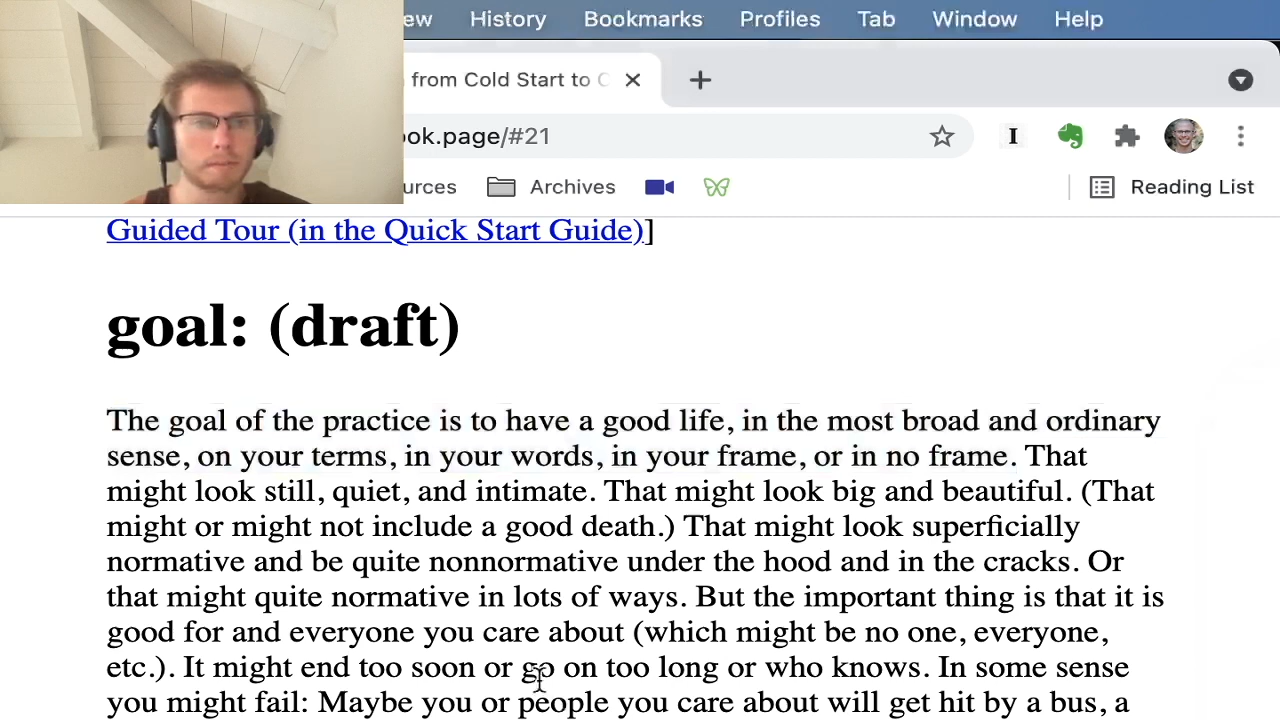 History Bookmarks Profiles Tab Window Help
from Cold Start to
ok.page/#21
Archives Reading List
Guided Tour (in the Quick Start Guide)]
goal: (draft)
The goal of the practice is to have a good life, in the most broad and ordinary
sense, on your terms, in your words, in your frame, or in no frame. That
might look still, quiet, and intimate. That might look big and beautiful. (That
might or might not include a good death.) That might look superficially
normative and be quite nonnormative under the hood and in the cracks. Or
that might quite normative in lots of ways. But the important thing is that it is
good for and everyone you care about (which might be no one, everyone,
etc.). It might end too soon or go on too long or who knows. In some sense
you might fail: Maybe you or people you care about will get hit by a bus, a